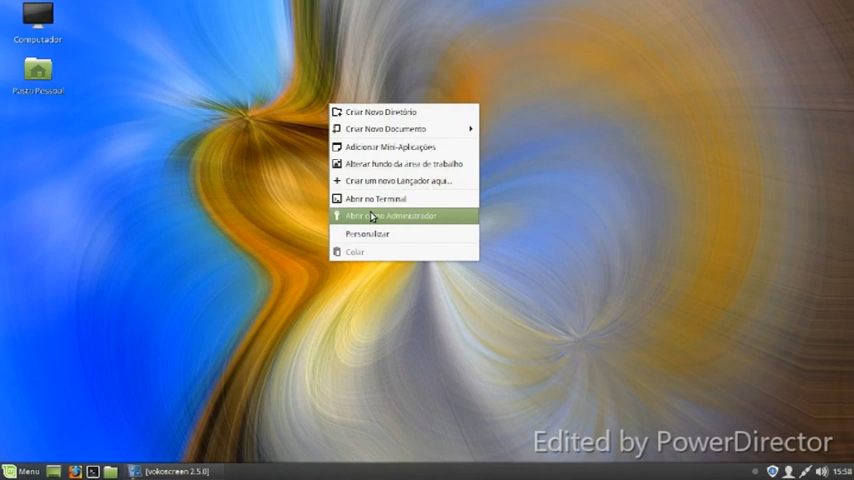 Computador
Pasta Pessoal
Criar Novo Diretório
Criar Novo Documento
Adicionar Mini-Aplicações
Alterar fundo da área de trabalho
Criar um novo Lançador aqui...
Abrir no Terminal
Abrir como Administrador
Personalizar
Colar
Edited by PowerDirector
Menu
[vokoscreen 2.5.0]
15:58